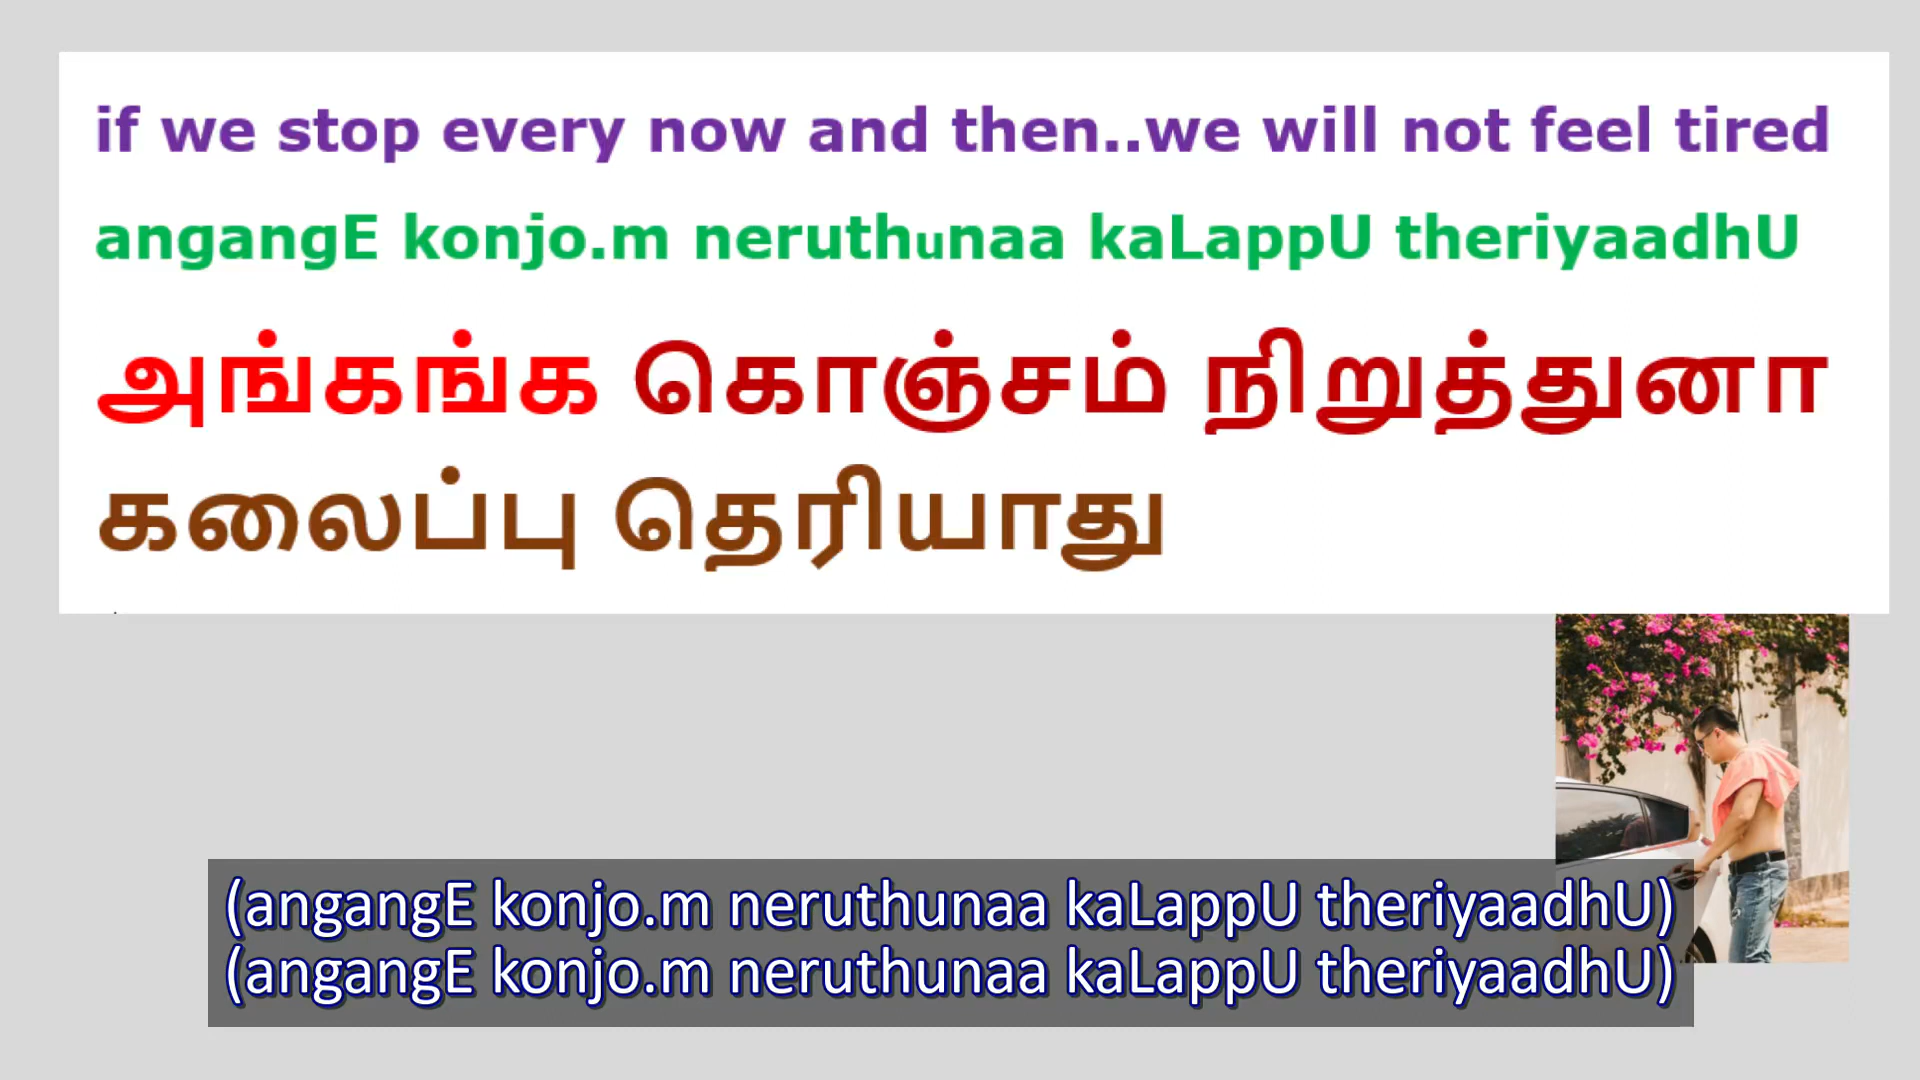 if we stop every now and then..we will not feel tired
angangE konjo.m neruthunaa kaLappU theriyaadhU
அங்கங்க கொஞ்சம் நிறுத்துனா
கலைப்பு தெரியாது
(angangE konjo.m neruthunaa kaLappU theriyaadhU)
(angangE konjo.m neruthunaa kaLappU theriyaadhU)